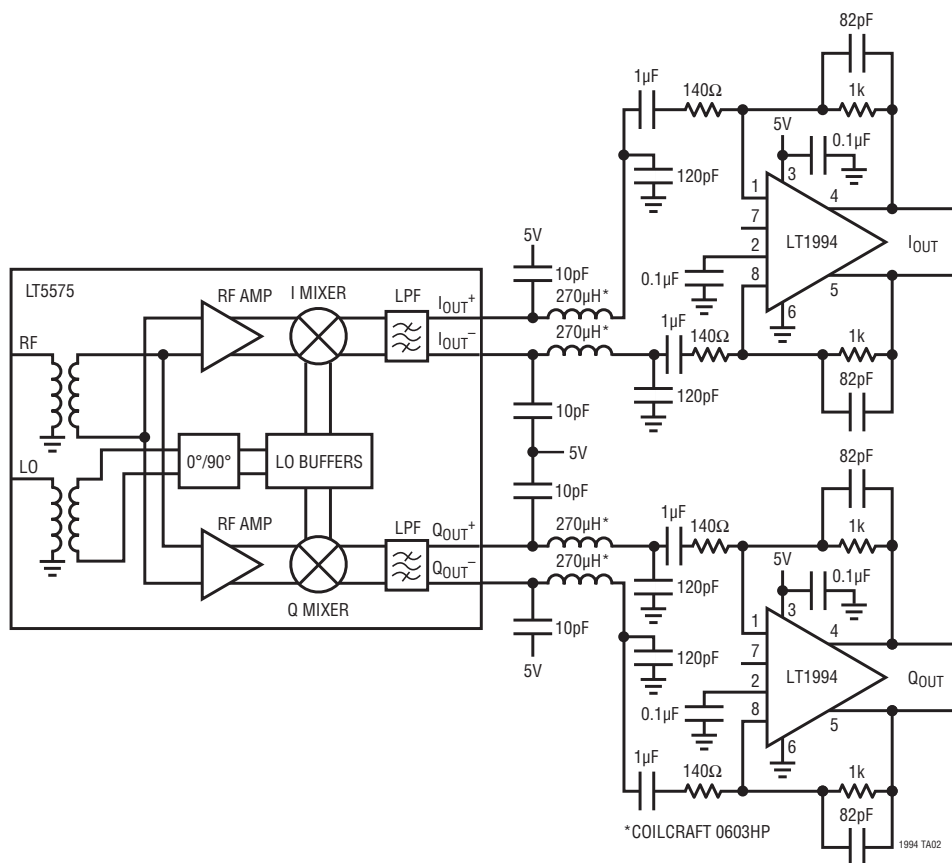 82pF
1µF
140Ω
1k
5V
0.1µF
120pF
1
3
4
7
2
LT1994
IOUT
8
5
6
0.1µF
5V
10pF
270µH*
270µH*
1µF
140Ω
1k
120pF
82pF
LT5575
RF AMP
I MIXER
LPF
IOUT+
IOUT–
RF
10pF
5V
LO
0°/90°
LO BUFFERS
10pF
82pF
RF AMP
LPF
QOUT+
QOUT–
Q MIXER
270µH*
270µH*
1µF
140Ω
1k
5V
0.1µF
120pF
10pF
5V
120pF
1
3
4
7
2
LT1994
QOUT
8
5
6
0.1µF
1µF
140Ω
1k
82pF
*COILCRAFT 0603HP
1994 TA02